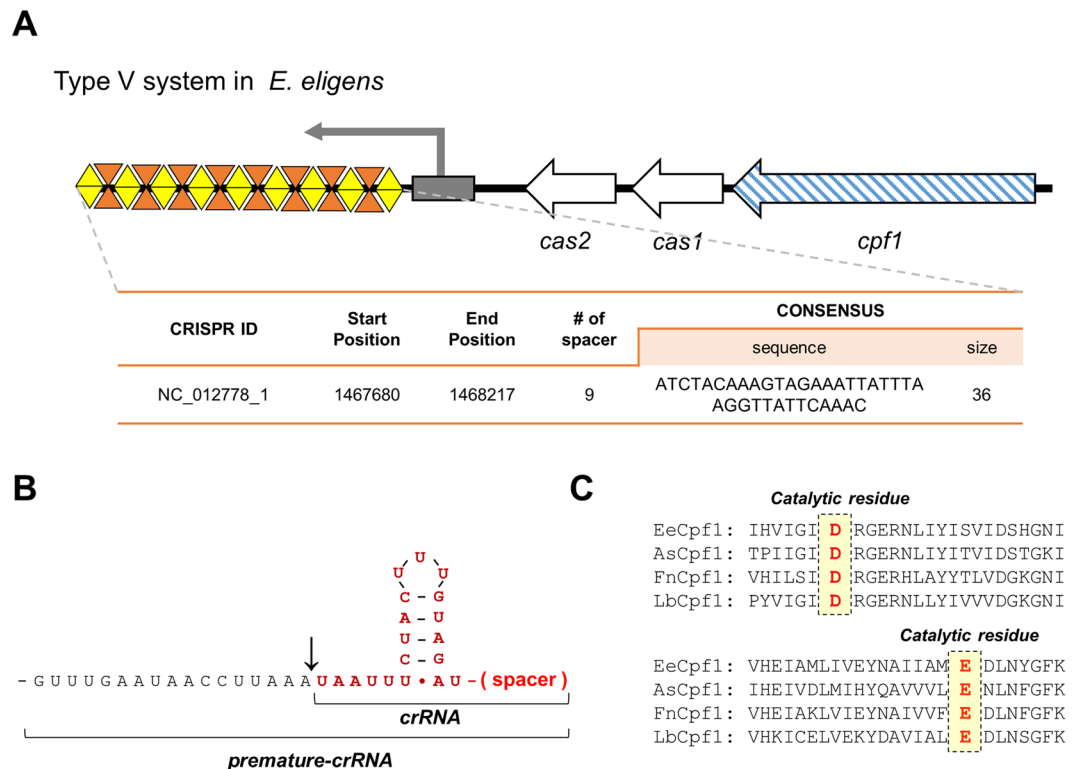 A
Type V system in E. eligens
cas2 cas1 cpf1
CRISPR ID Start Position End Position # of spacer CONSENSUS
sequence size
NC_012778_1 1467680 1468217 9 ATCTACAAAGTAGAAATTATTTA AGGTTATTCAAAC 36
B
U
U U
C – G
A – U
U – A
C – G
– G U U U G A A U A A C C U U A A A U A A U U U • A U – ( spacer )
crRNA
premature-crRNA
C
Catalytic residue
EeCpf1: IHVIGI D RGERNLIYISVIDSHGNI
AsCpf1: TPIIGI D RGERNLIYITVIDSTGKI
FnCpf1: VHILSI D RGERHLAYYTLVDGKGNI
LbCpf1: PYVIGI D RGERNLLYIVVVDGKGNI
Catalytic residue
EeCpf1: VHEIAMLIVEYNAIIAM E DLNYGFK
AsCpf1: IHEIVDLMIHYQAVVVL E NLNFGFK
FnCpf1: VHEIAKLVIEYNAIVVF E DLNFGFK
LbCpf1: VHKICELVEKYDAVIAL E DLNSGFK